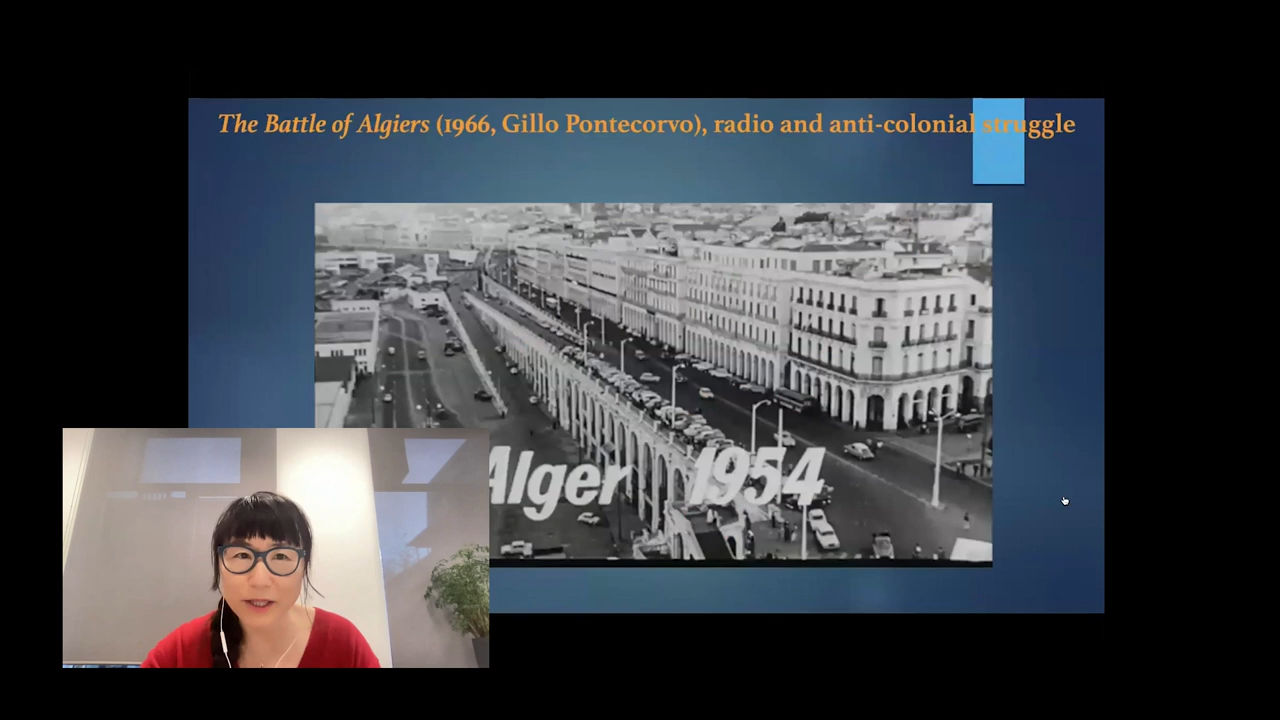 The Battle of Algiers (1966, Gillo Pontecorvo), radio and anti-colonial struggle
Alger 1954